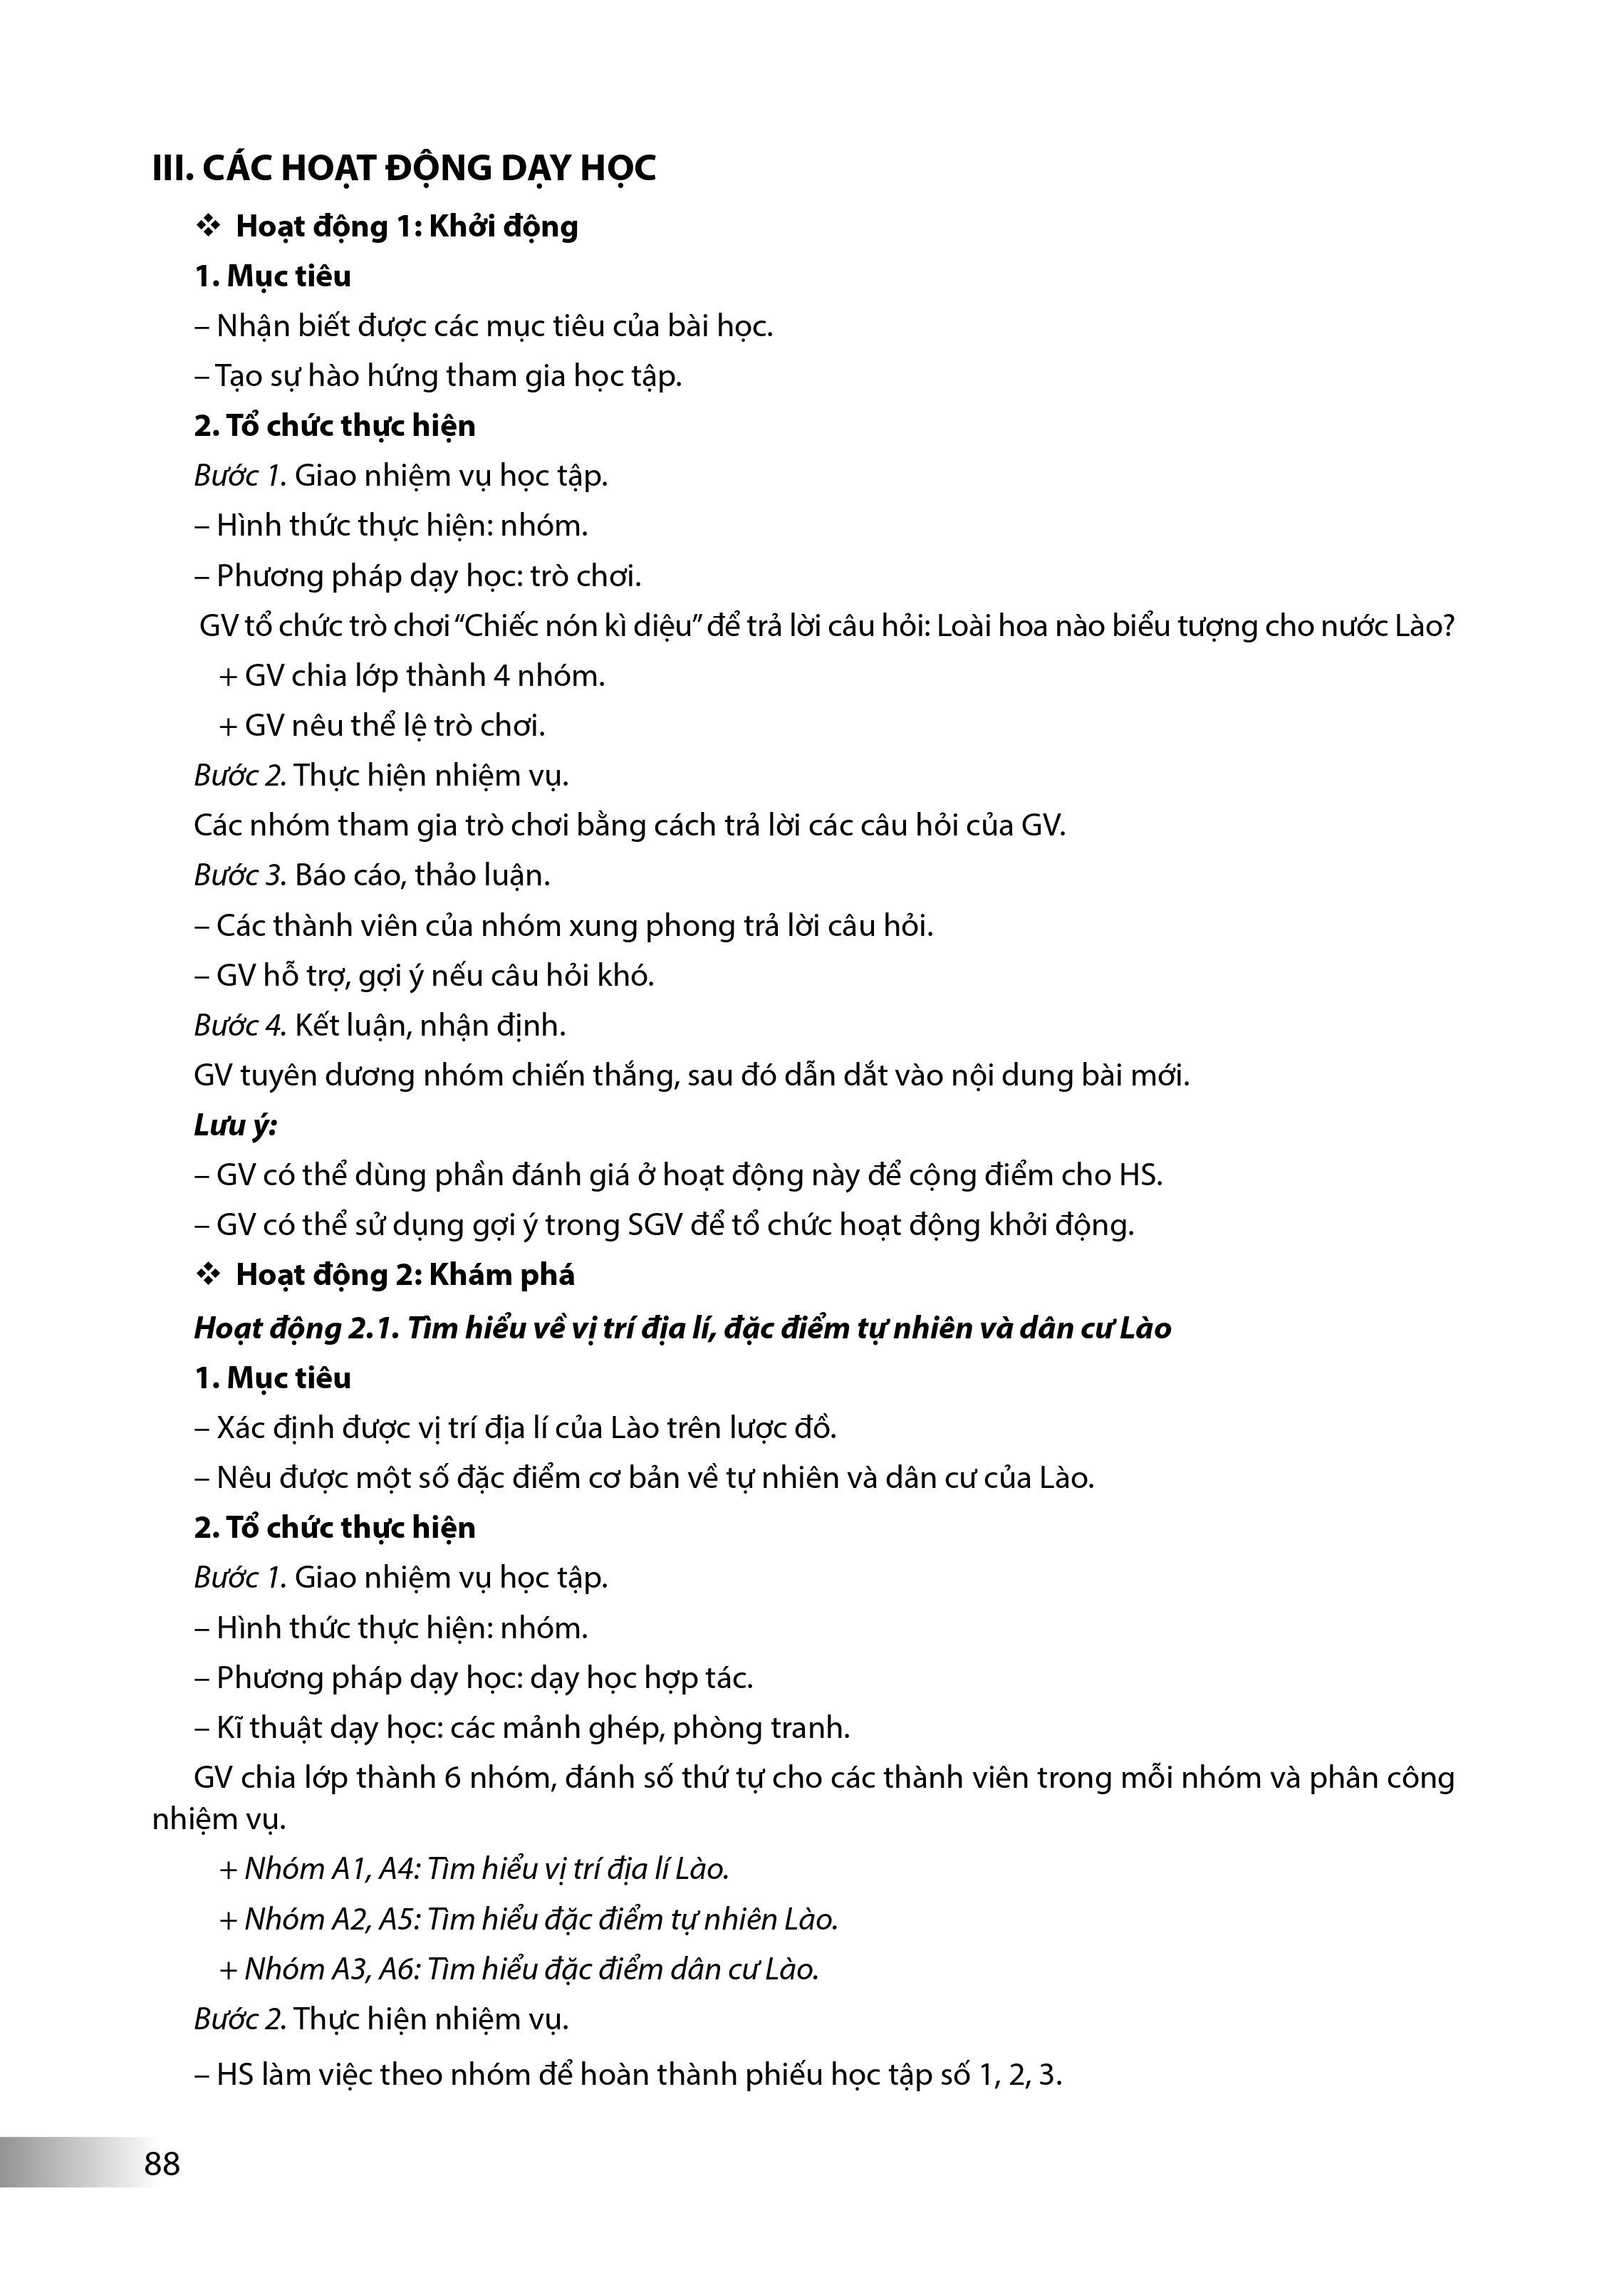 III. CÁC HOẠT ĐỘNG DẠY HỌC
❖ Hoạt động 1: Khởi động
1. Mục tiêu
– Nhận biết được các mục tiêu của bài học.
– Tạo sự hào hứng tham gia học tập.
2. Tổ chức thực hiện
Bước 1. Giao nhiệm vụ học tập.
– Hình thức thực hiện: nhóm.
– Phương pháp dạy học: trò chơi.
GV tổ chức trò chơi “Chiếc nón kì diệu” để trả lời câu hỏi: Loài hoa nào biểu tượng cho nước Lào?
+ GV chia lớp thành 4 nhóm.
+ GV nêu thể lệ trò chơi.
Bước 2. Thực hiện nhiệm vụ.
Các nhóm tham gia trò chơi bằng cách trả lời các câu hỏi của GV.
Bước 3. Báo cáo, thảo luận.
– Các thành viên của nhóm xung phong trả lời câu hỏi.
– GV hỗ trợ, gợi ý nếu câu hỏi khó.
Bước 4. Kết luận, nhận định.
GV tuyên dương nhóm chiến thắng, sau đó dẫn dắt vào nội dung bài mới.
Lưu ý:
– GV có thể dùng phần đánh giá ở hoạt động này để cộng điểm cho HS.
– GV có thể sử dụng gợi ý trong SGV để tổ chức hoạt động khởi động.
❖ Hoạt động 2: Khám phá
Hoạt động 2.1. Tìm hiểu về vị trí địa lí, đặc điểm tự nhiên và dân cư Lào
1. Mục tiêu
– Xác định được vị trí địa lí của Lào trên lược đồ.
– Nêu được một số đặc điểm cơ bản về tự nhiên và dân cư của Lào.
2. Tổ chức thực hiện
Bước 1. Giao nhiệm vụ học tập.
– Hình thức thực hiện: nhóm.
– Phương pháp dạy học: dạy học hợp tác.
– Kĩ thuật dạy học: các mảnh ghép, phòng tranh.
GV chia lớp thành 6 nhóm, đánh số thứ tự cho các thành viên trong mỗi nhóm và phân công
nhiệm vụ.
+ Nhóm A1, A4: Tìm hiểu vị trí địa lí Lào.
+ Nhóm A2, A5: Tìm hiểu đặc điểm tự nhiên Lào.
+ Nhóm A3, A6: Tìm hiểu đặc điểm dân cư Lào.
Bước 2. Thực hiện nhiệm vụ.
– HS làm việc theo nhóm để hoàn thành phiếu học tập số 1, 2, 3.
88